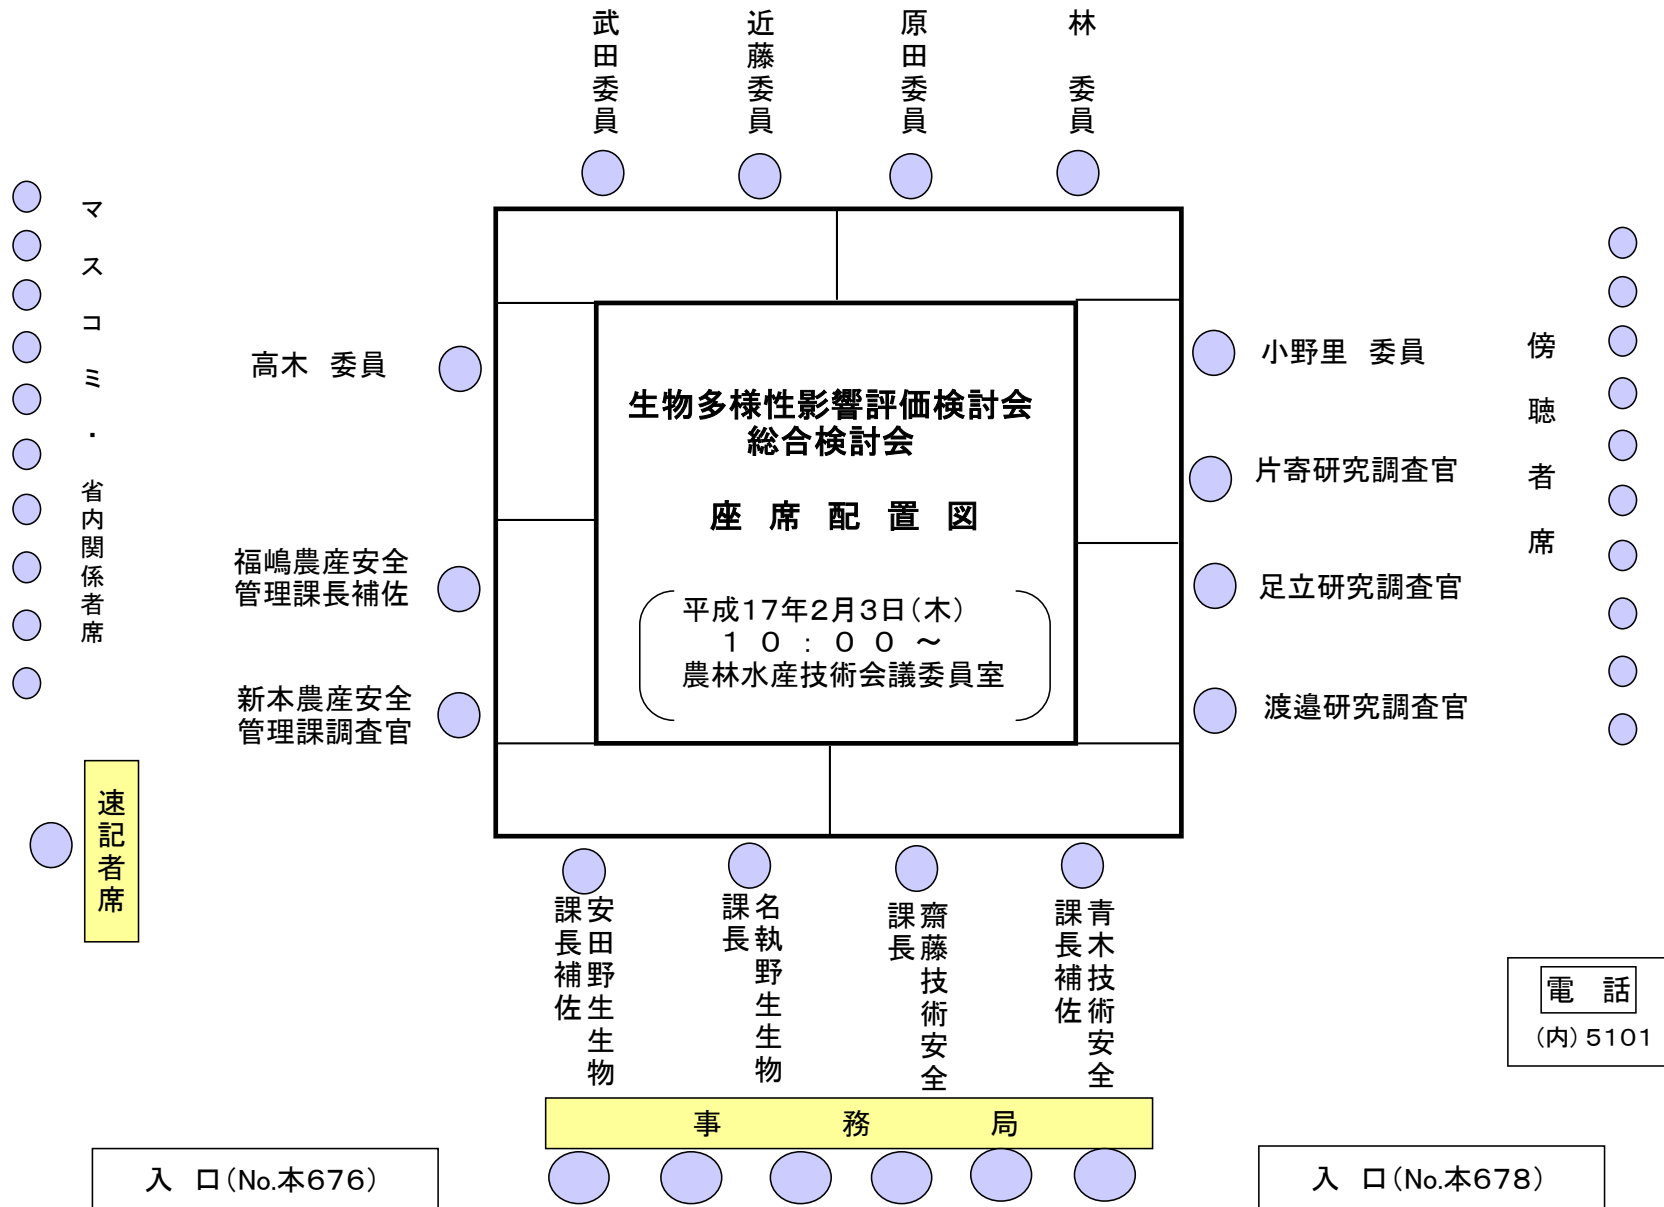 武田委員
近藤委員
原田委員
林　委員
マスコミ・省内関係者席
高木　委員
福嶋農産安全
管理課長補佐
新本農産安全
管理課調査官
速記者席
生物多様性影響評価検討会
総合検討会
座　席　配　置　図
平成17年2月3日(木)
１０：００～
農林水産技術会議委員室
小野里　委員
片寄研究調査官
足立研究調査官
渡邉研究調査官
傍聴者席
安田野生生物
課長補佐
名執野生生物
課長
齋藤技術安全
課長
青木技術安全
課長補佐
電　話
(内)5101
事　務　局
入　口(No.本676)
入　口(No.本678)